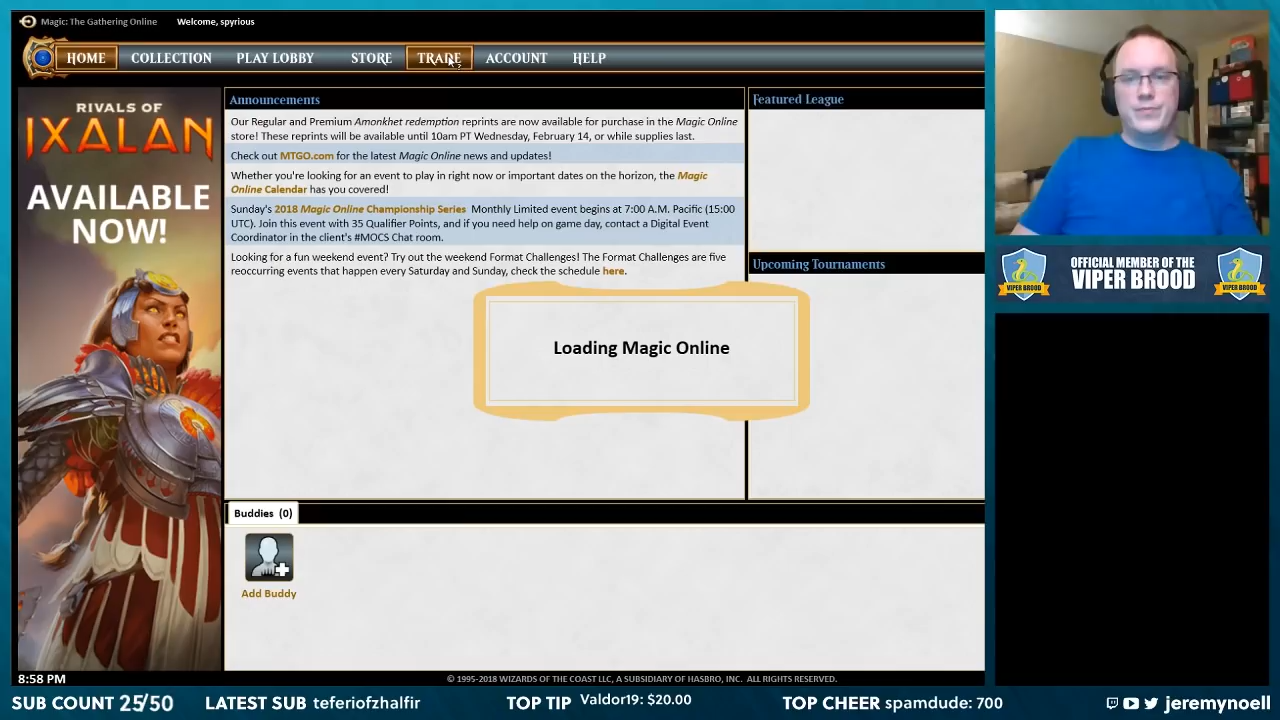 Magic: The Gathering Online
Welcome, spyrious
HOME COLLECTION PLAY LOBBY STORE TRADE ACCOUNT HELP
RIVALS OF
IXALAN
AVAILABLE
NOW!
Announcements
Our Regular and Premium Amonkhet redemption reprints are now available for purchase in the Magic Online
store! These reprints will be available until 10am PT Wednesday, February 14, or while supplies last.
Check out MTGO.com for the latest Magic Online news and updates!
Whether you're looking for an event to play in right now or important dates on the horizon, the Magic
Online Calendar has you covered!
Sunday's 2018 Magic Online Championship Series Monthly Limited event begins at 7:00 A.M. Pacific (15:00
UTC). Join this event with 35 Qualifier Points, and if you need help on game day, contact a Digital Event
Coordinator in the client's #MOCS Chat room.
Looking for a fun weekend event? Try out the weekend Format Challenges! The Format Challenges are five
reoccurring events that happen every Saturday and Sunday, check the schedule here.
Featured League
Upcoming Tournaments
Loading Magic Online
Buddies (0)
Add Buddy
8:58 PM
© 1995-2018 WIZARDS OF THE COAST LLC, A SUBSIDIARY OF HASBRO, INC. ALL RIGHTS RESERVED.
VIPER BROOD
OFFICIAL MEMBER OF THE
VIPER BROOD
VIPER BROOD
SUB COUNT 25/50
LATEST SUB teferiofzhalfir
TOP TIP Valdor19: $20.00
TOP CHEER spamdude: 700
jeremynoell